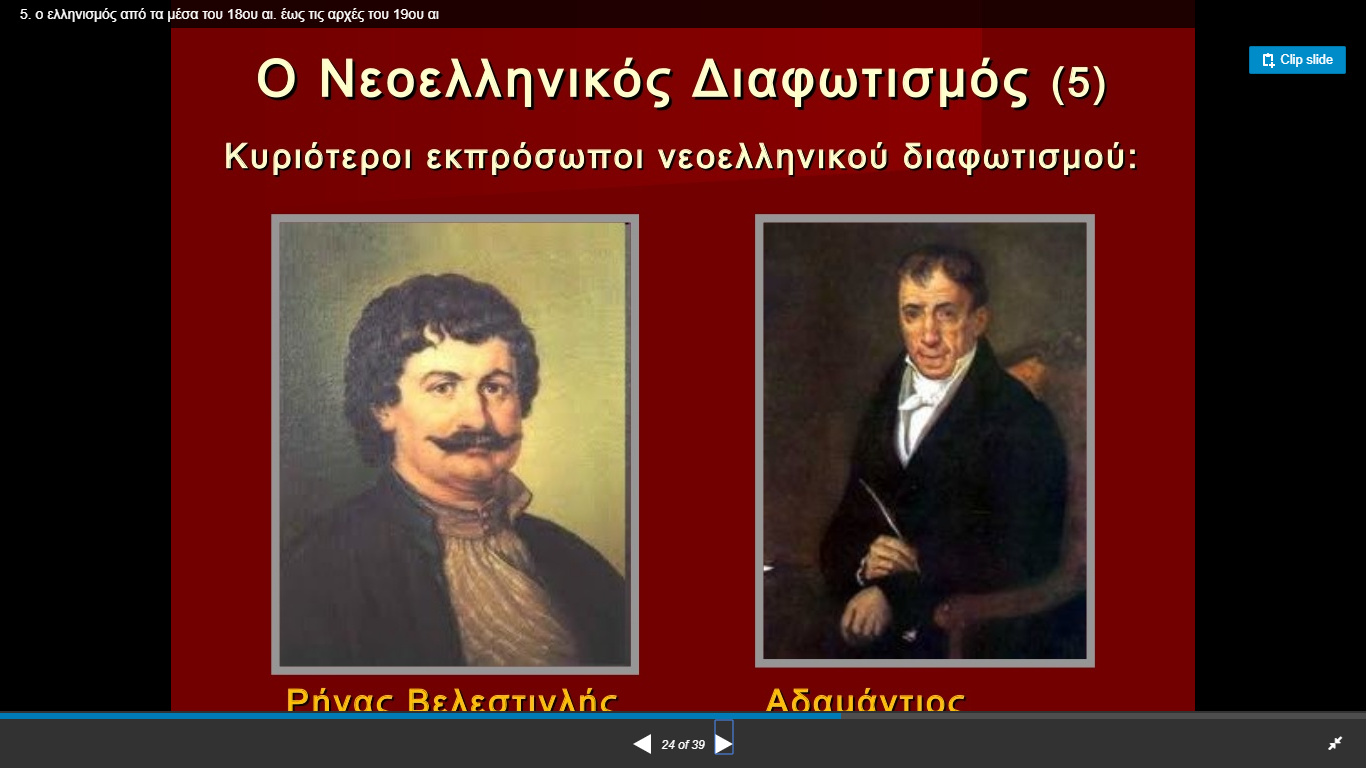 5. ο ελληνισμός από τα μέσα του 18ου αι. έως τις αρχές του 19ου αι
Clip slide
Ο Νεοελληνικός Διαφωτισμός (5)
Κυριότεροι εκπρόσωποι νεοελληνικού διαφωτισμού:
Ρήγας Βελεστινλής
Αδαμάντιος
24 of 39